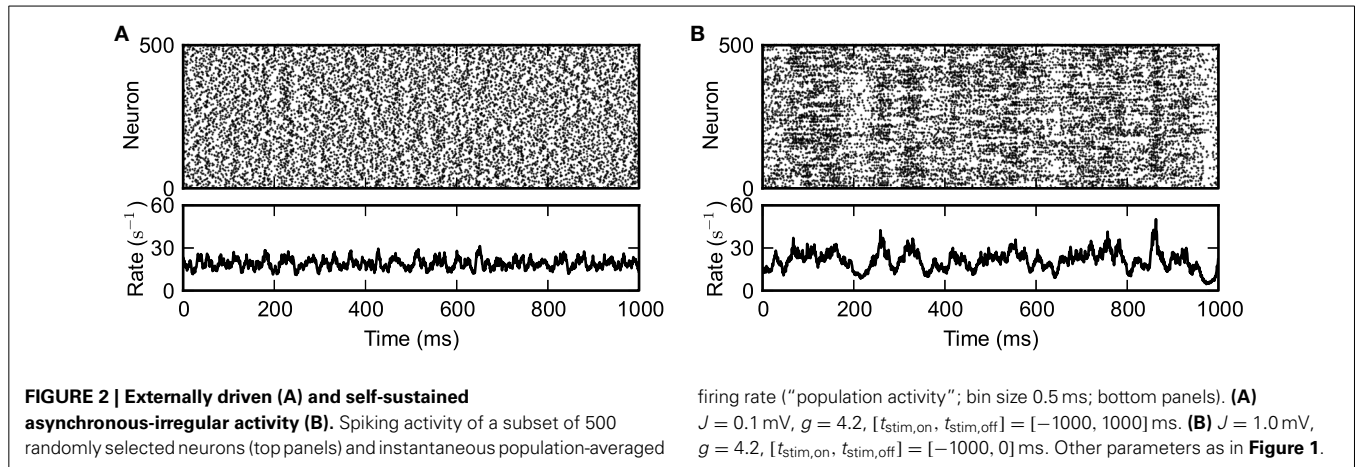 A
500
Neuron
0
60
30
0
Rate (s⁻¹)
0 200 400 600 800 1000
Time (ms)
B
500
Neuron
0
60
30
0
Rate (s⁻¹)
0 200 400 600 800 1000
Time (ms)
FIGURE 2 | Externally driven (A) and self-sustained
asynchronous-irregular activity (B). Spiking activity of a subset of 500
randomly selected neurons (top panels) and instantaneous population-averaged
firing rate (“population activity”; bin size 0.5 ms; bottom panels). (A)
J = 0.1 mV, g = 4.2, [t_stim,on, t_stim,off] = [−1000, 1000] ms. (B) J = 1.0 mV,
g = 4.2, [t_stim,on, t_stim,off] = [−1000, 0] ms. Other parameters as in Figure 1.